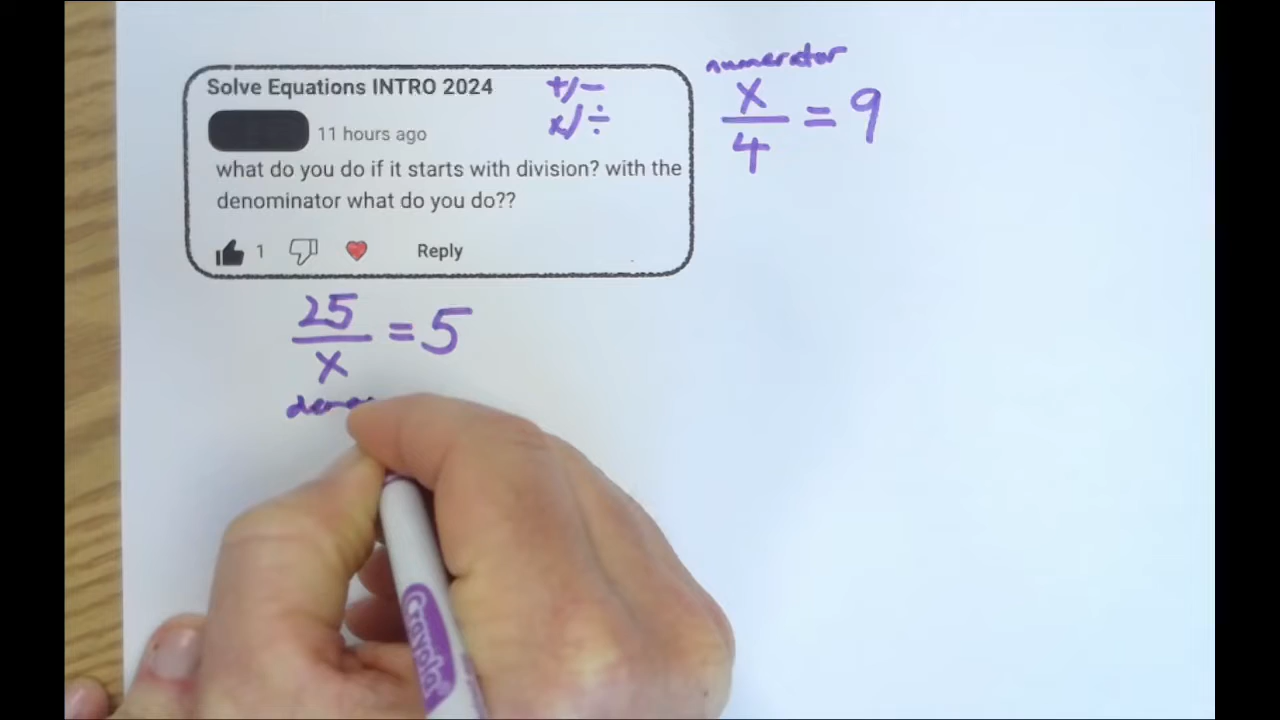 Solve Equations INTRO 2024
+/−
x/÷
11 hours ago
what do you do if it starts with division? with the
denominator what do you do??
1
Reply
numerator
x
4
= 9
25
x
= 5
Crayola